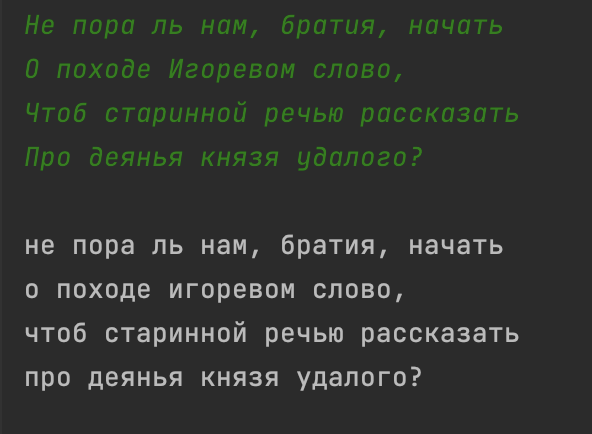 Не пора ль нам, братия, начать
О походе Игоревом слово,
Чтоб старинной речью рассказать
Про деянья князя удалого?
не пора ль нам, братия, начать
о походе игоревом слово,
чтоб старинной речью рассказать
про деянья князя удалого?